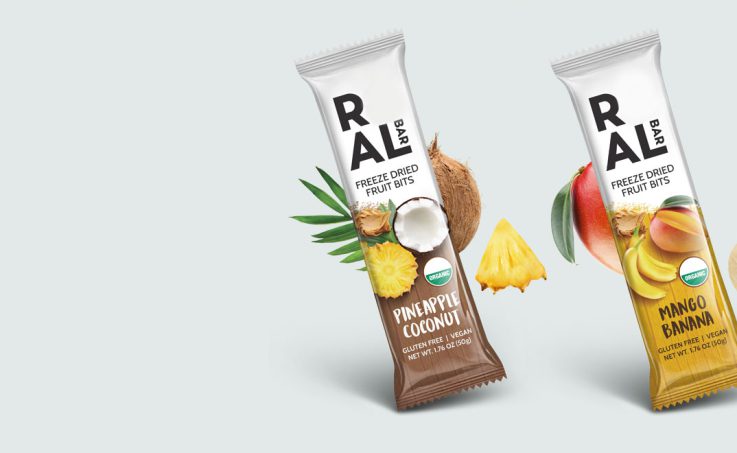 R
AL
BAR
FREEZE DRIED
FRUIT BITS
ORGANIC
PINEAPPLE
COCONUT
GLUTEN FREE | VEGAN
NET WT. 1.76 OZ (50g)
R
AL
BAR
FREEZE DRIED
FRUIT BITS
ORGANIC
MANGO
BANANA
GLUTEN FREE | VEGAN
NET WT. 1.76 OZ (50g)